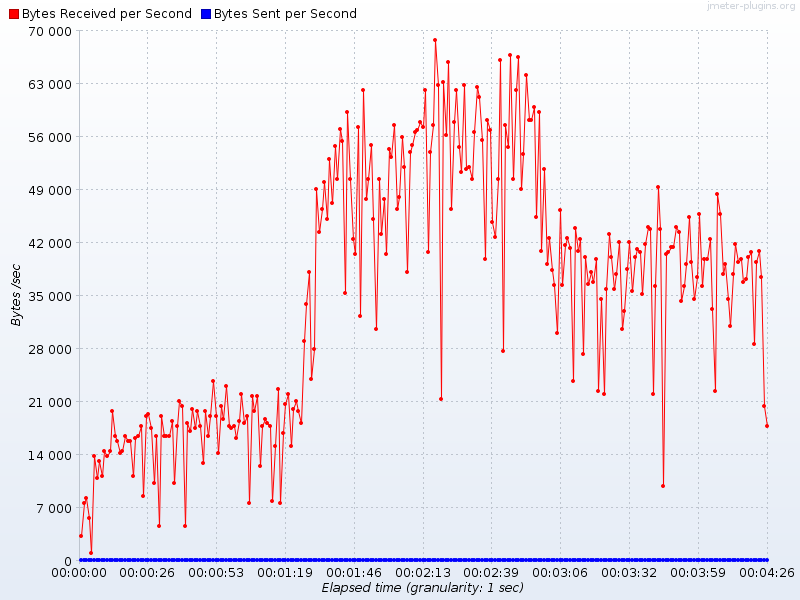 jmeter-plugins.org
Bytes Received per Second Bytes Sent per Second
70 000
63 000
56 000
49 000
42 000
35 000
28 000
21 000
14 000
7 000
0
Bytes /sec
00:00:00 00:00:26 00:00:53 00:01:19 00:01:46 00:02:13 00:02:39 00:03:06 00:03:32 00:03:59 00:04:26
Elapsed time (granularity: 1 sec)